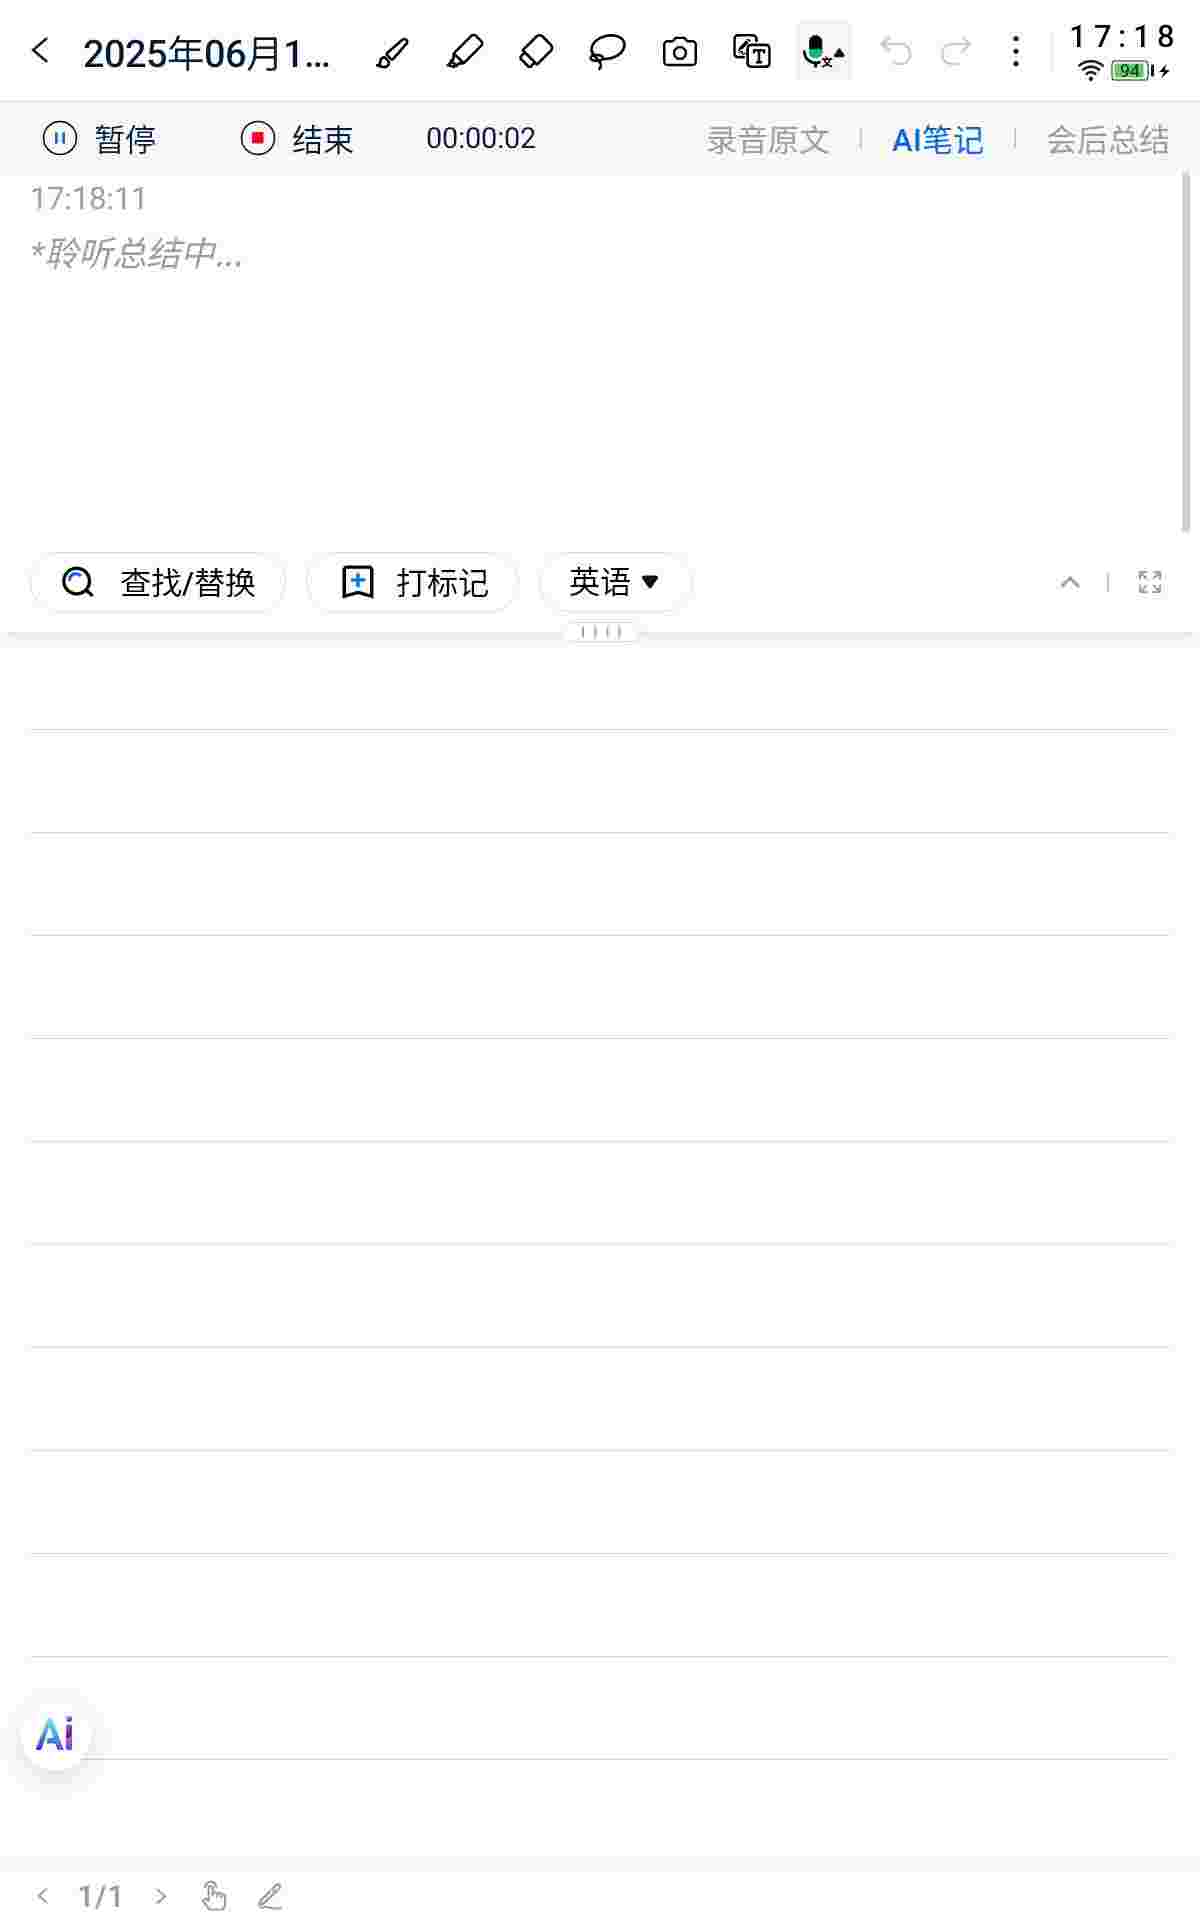 2025年06月1...
17:18
94
暂停
结束
00:00:02
录音原文
AI笔记
会后总结
17:18:11
*聆听总结中...
查找/替换
打标记
英语
Ai
1/1